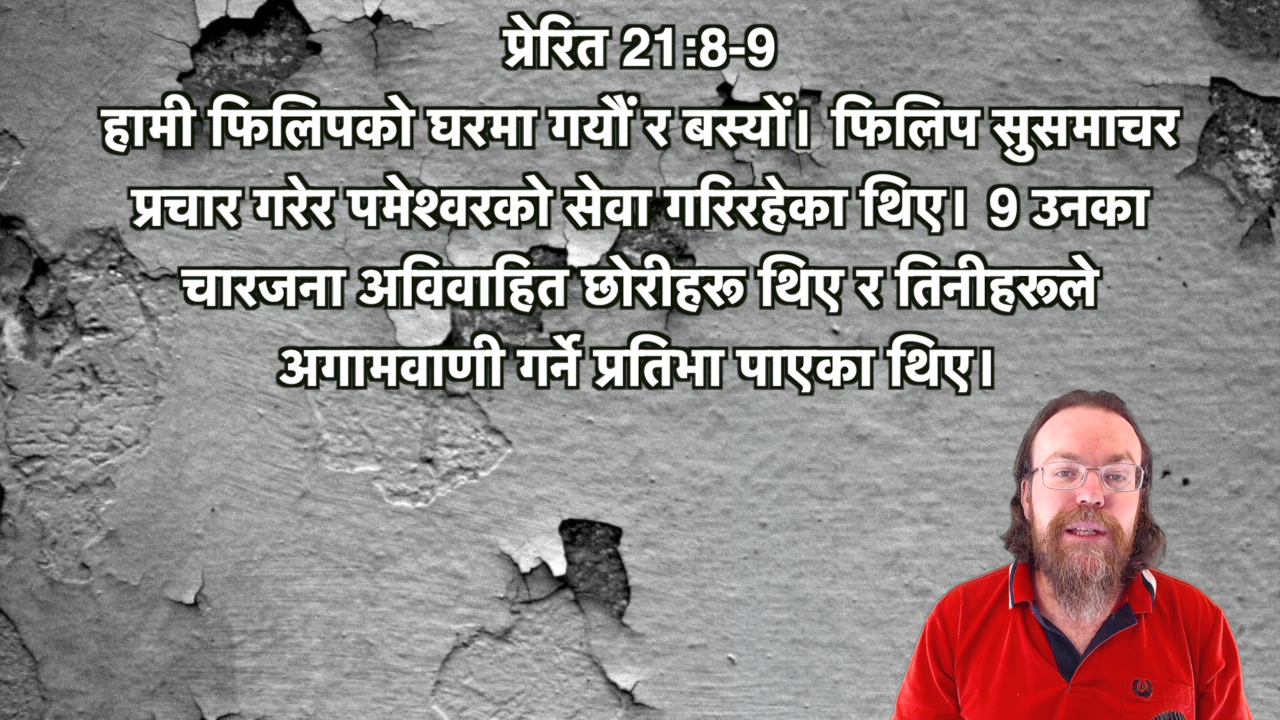 प्रेरित 21:8-9
हामी फिलिपको घरमा गयौं र बस्यों। फिलिप सुसमाचर
प्रचार गरेर पमेश्वरको सेवा गरिरहेका थिए। 9 उनका
चारजना अविवाहित छोरीहरू थिए र तिनीहरूले
अगामवाणी गर्ने प्रतिभा पाएका थिए।